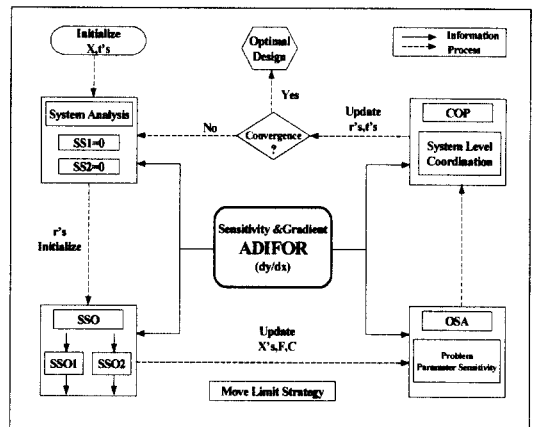 Initialize
X,t's
Optimal
Design
Information
Process
Yes
Update
r's,t's
System Analysis
SS1=0
SS2=0
No
Convergence
?
COP
System Level
Coordination
r's
Initialize
Sensitivity &Gradient
ADIFOR
(dy/dx)
SSO
SSO1
SSO2
Update
X's,F,C
OSA
Problem
Parameter Sensitivity
Move Limit Strategy